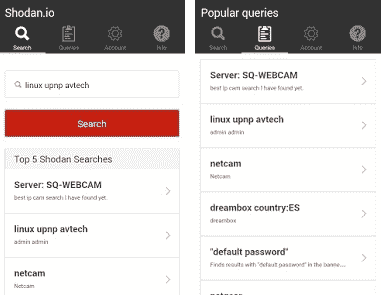 Shodan.io
Search
Queries
Account
Info
linux upnp avtech
Search
Top 5 Shodan Searches
Server: SQ-WEBCAM
best ip cam search I have found yet.
linux upnp avtech
admin admin
netcam
Netcam
Popular queries
Search
Queries
Account
Info
Server: SQ-WEBCAM
best ip cam search I have found yet.
linux upnp avtech
admin admin
netcam
Netcam
dreambox country:ES
dreambox
"default password"
Finds results with "default password" in the banne...